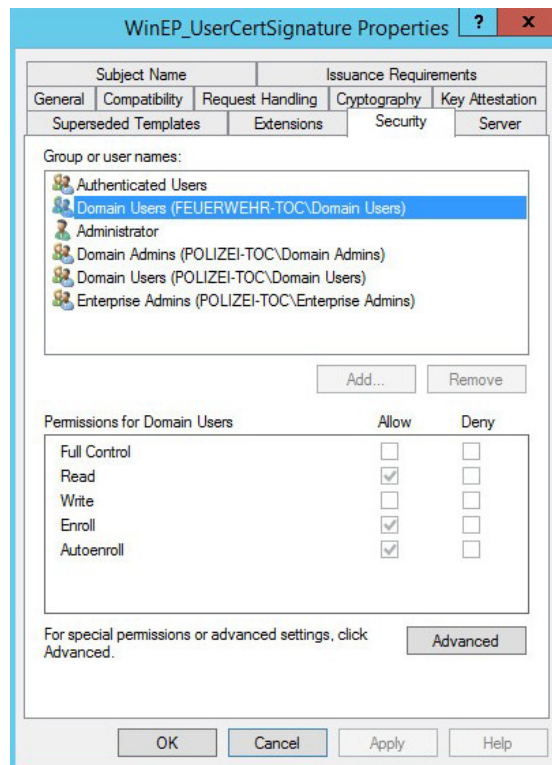 WinEP_UserCertSignature Properties ? x
Subject Name Issuance Requirements
General Compatibility Request Handling Cryptography Key Attestation
Superseded Templates Extensions Security Server
Group or user names:
Authenticated Users
Domain Users (FEUERWEHR-TOC\Domain Users)
Administrator
Domain Admins (POLIZEI-TOC\Domain Admins)
Domain Users (POLIZEI-TOC\Domain Users)
Enterprise Admins (POLIZEI-TOC\Enterprise Admins)
Add... Remove
Permissions for Domain Users Allow Deny
Full Control
Read
Write
Enroll
Autoenroll
For special permissions or advanced settings, click
Advanced. Advanced
OK Cancel Apply Help